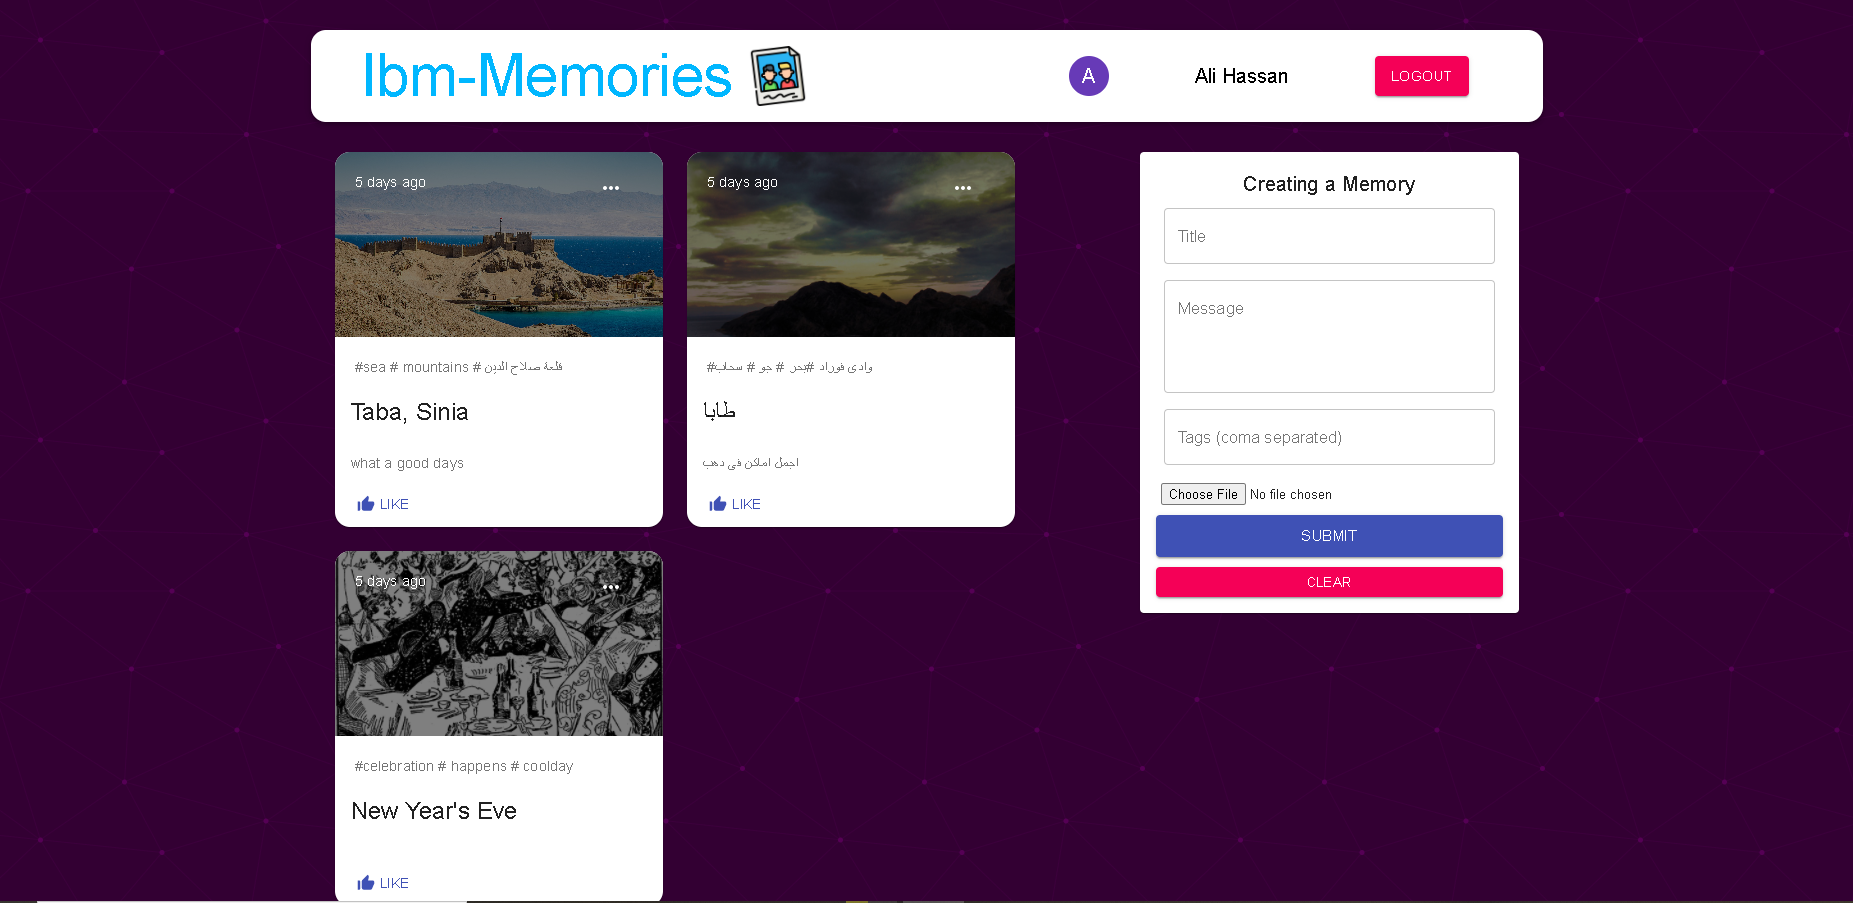 Ibm-Memories
A
Ali Hassan
LOGOUT
5 days ago
#sea # mountains # قلعة صلاح الدين
Taba, Sinia
what a good days
LIKE
5 days ago
#وادى فوراد #بحر # جو # سحاب
طابا
اجمل اماكن فى دهب
LIKE
5 days ago
#celebration # happens # coolday
New Year's Eve
LIKE
Creating a Memory
Title
Message
Tags (coma separated)
Choose File No file chosen
SUBMIT
CLEAR